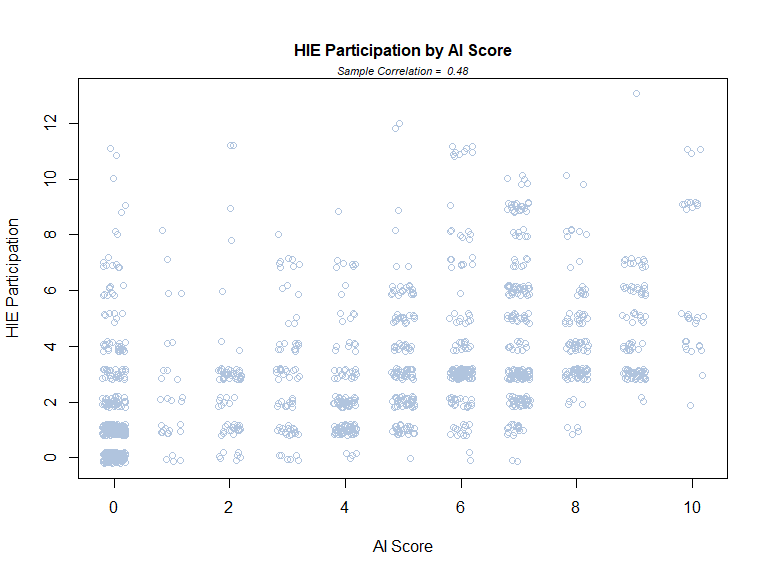 HIE Participation by AI Score
Sample Correlation = 0.48
HIE Participation
12
10
8
6
4
2
0
0 2 4 6 8 10
AI Score